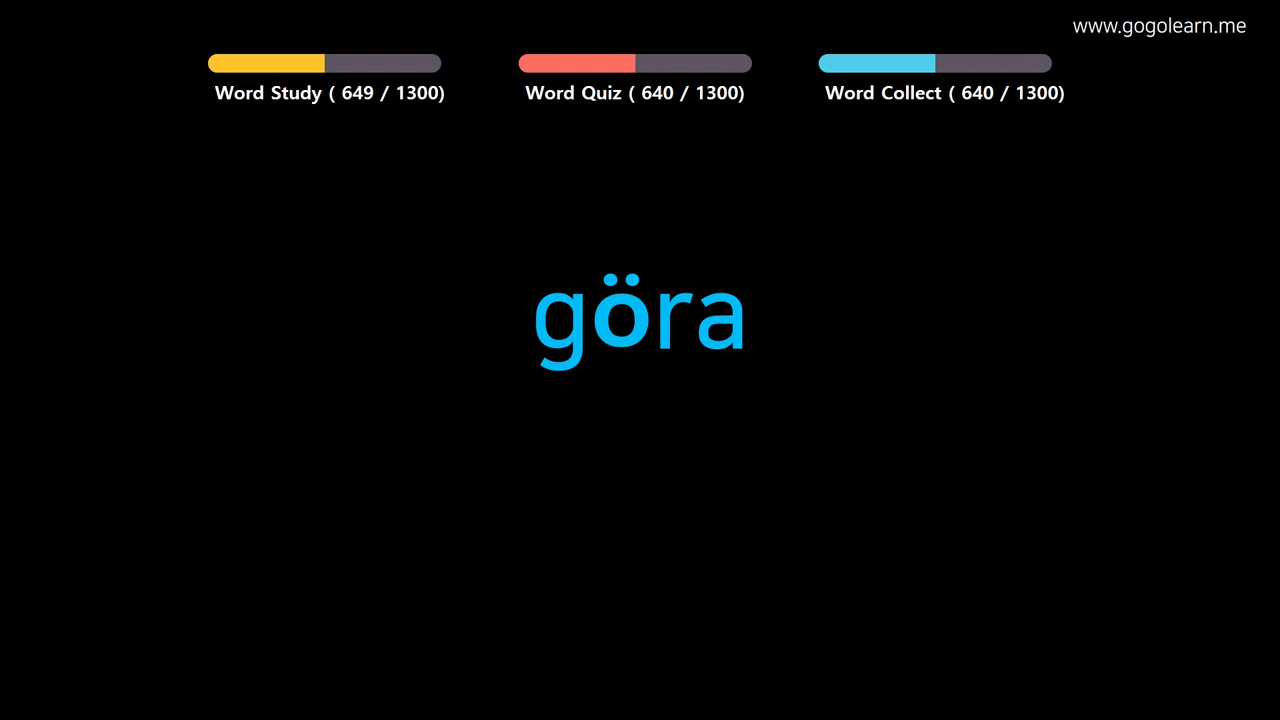 www.gogolearn.me
Word Study ( 649 / 1300)
Word Quiz ( 640 / 1300)
Word Collect ( 640 / 1300)
göra